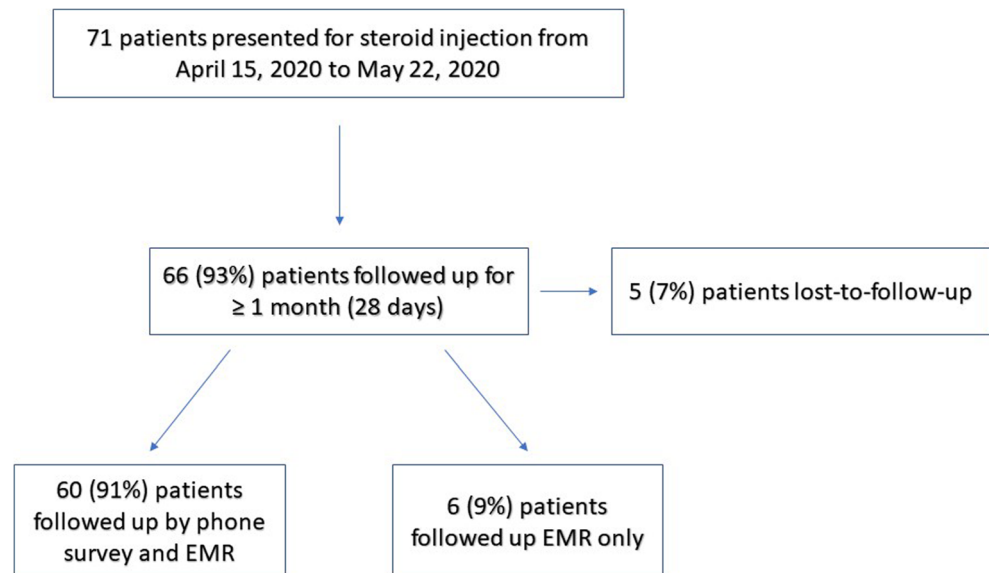 71 patients presented for steroid injection from
April 15, 2020 to May 22, 2020
66 (93%) patients followed up for
≥ 1 month (28 days)
5 (7%) patients lost-to-follow-up
60 (91%) patients
followed up by phone
survey and EMR
6 (9%) patients
followed up EMR only